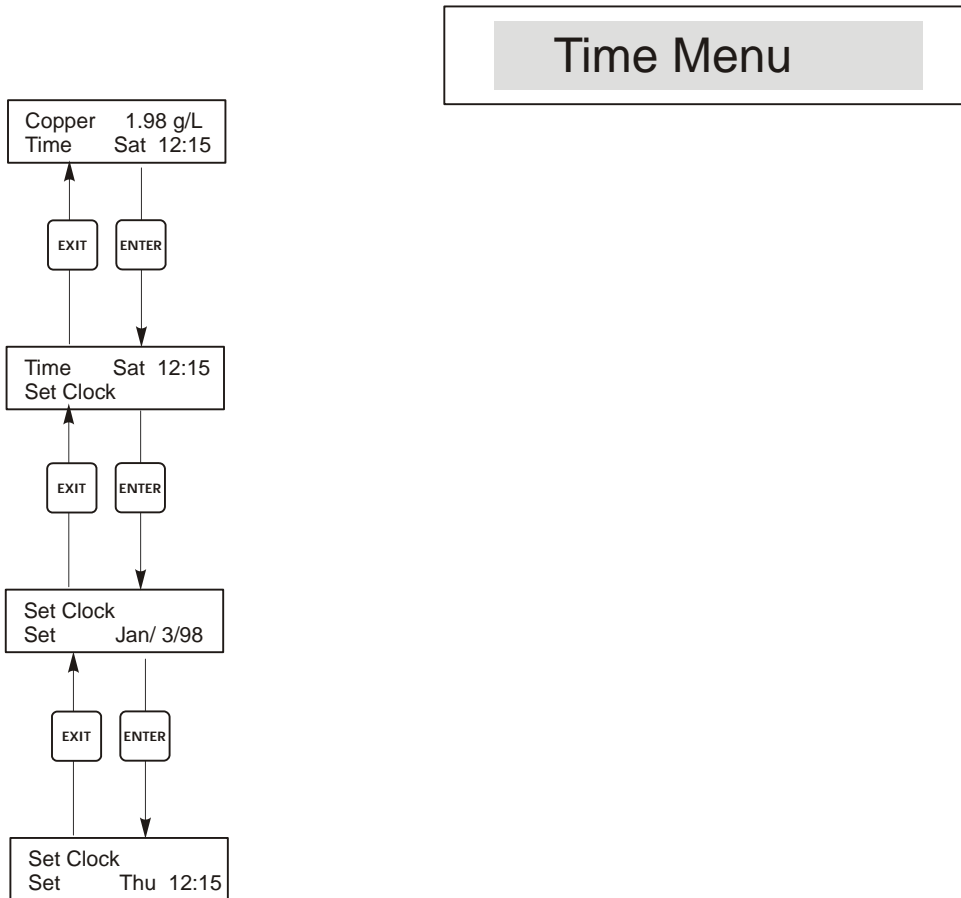 Time Menu
Copper 1.98 g/L
Time Sat 12:15
EXIT ENTER
Time Sat 12:15
Set Clock
EXIT ENTER
Set Clock
Set Jan/ 3/98
EXIT ENTER
Set Clock
Set Thu 12:15